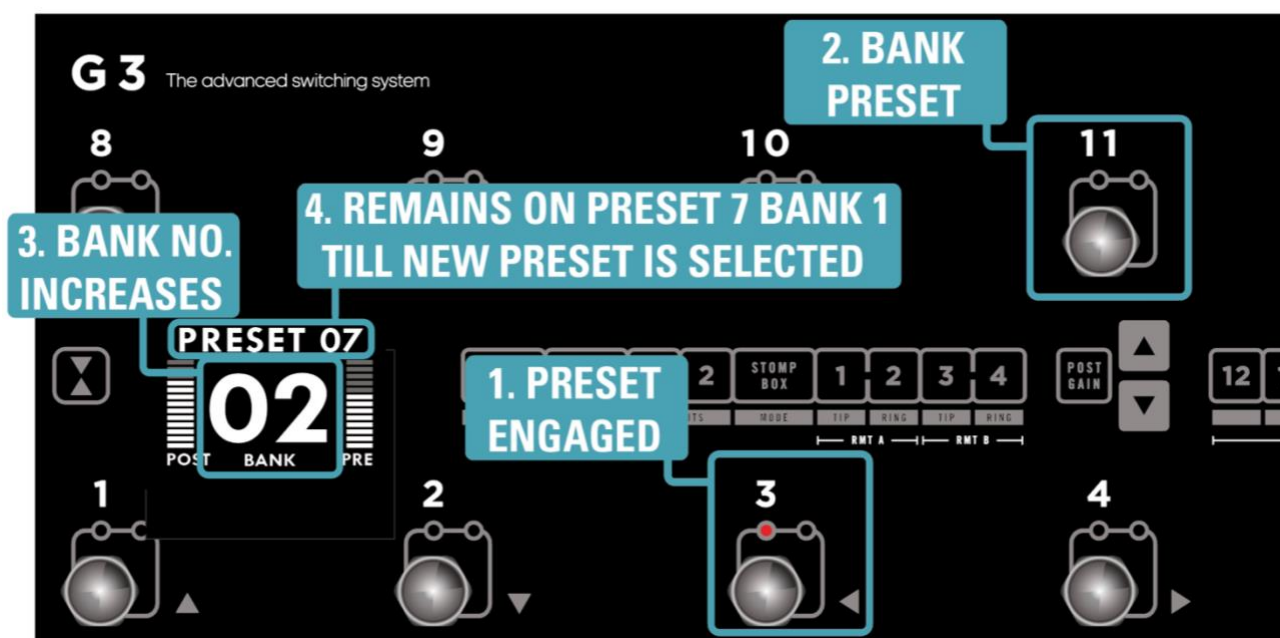 G3 The advanced switching system
2. BANK
PRESET
8 9 10 11
3. BANK NO.
INCREASES
4. REMAINS ON PRESET 7 BANK 1
TILL NEW PRESET IS SELECTED
PRESET 07
02
POST BANK PRE
1. PRESET
ENGAGED
2 STOMP BOX 1 2 3 4 POST GAIN 12
MODE TIP RING TIP RING
RMT A RMT B
1 2 3 4